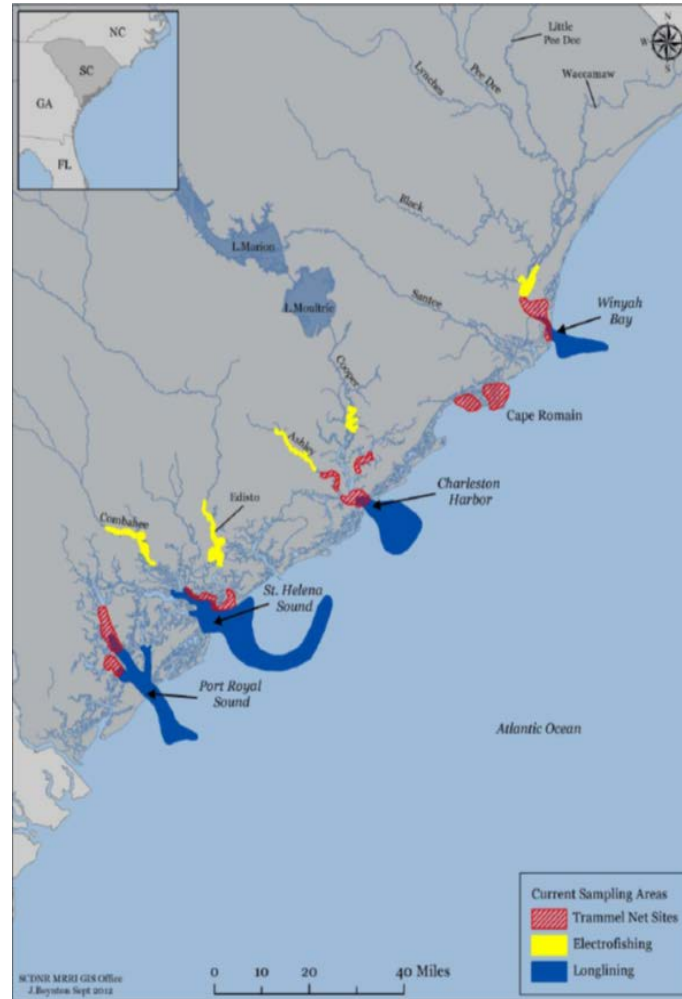 NC
SC
GA
FL
Little
Pee Dee
N
W
S
Waccamaw
Pee Dee
Lynches
Black
L.Marion
Santee
L.Moultrie
Winyah
Bay
Cooper
Cape Romain
Ashley
Charleston
Harbor
Edisto
Combahee
St. Helena
Sound
Port Royal
Sound
Atlantic Ocean
Current Sampling Areas
Trammel Net Sites
Electrofishing
Longlining
SCDNR MRRI GIS Office
J.Boynton Sept 2012
0 10 20 40 Miles